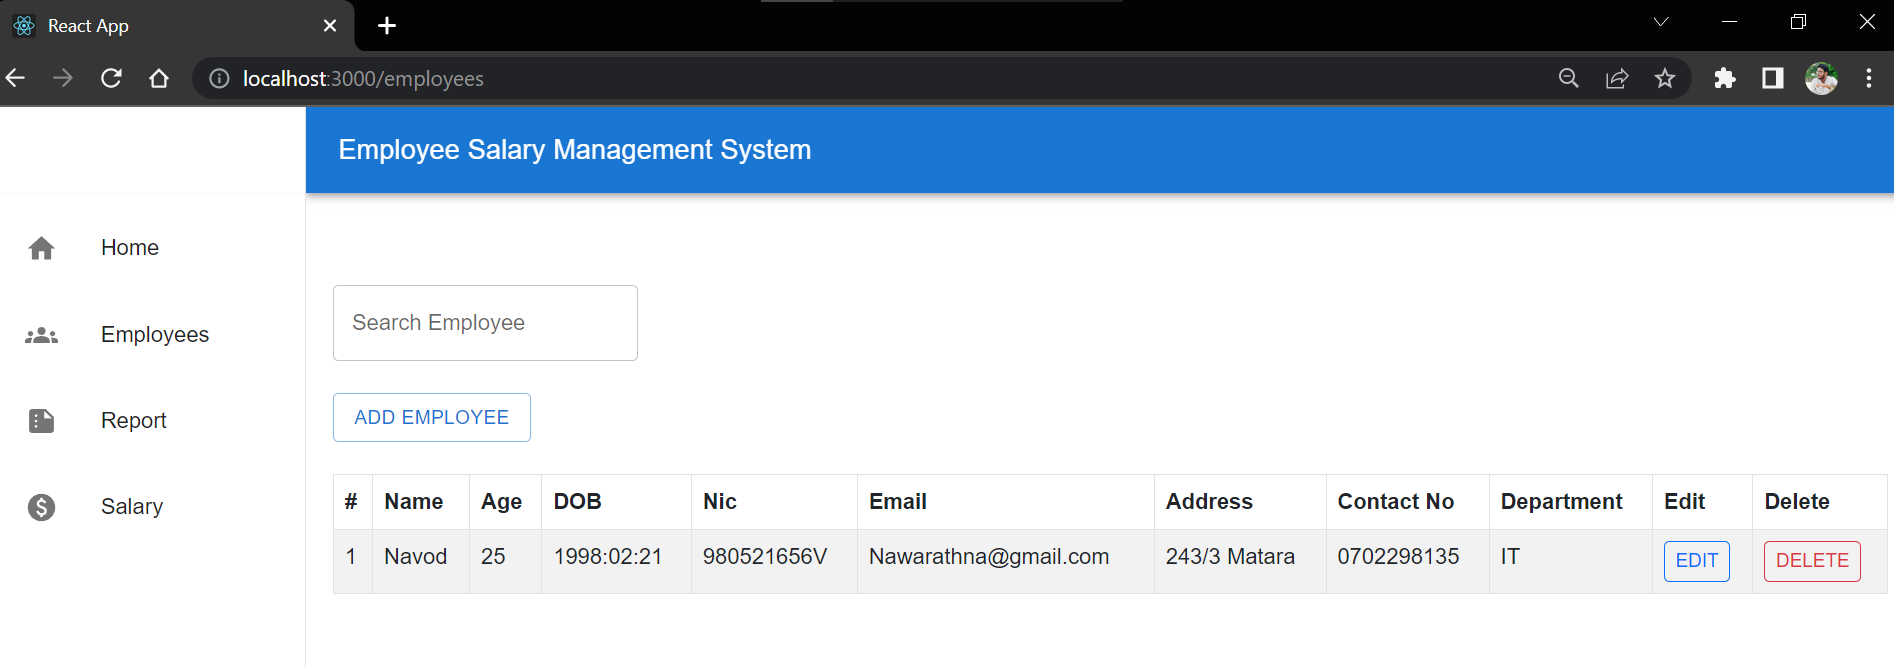 React App
localhost:3000/employees
Employee Salary Management System
Home
Employees
Report
Salary
Search Employee
ADD EMPLOYEE
# Name Age DOB Nic Email Address Contact No Department Edit Delete
1 Navod 25 1998:02:21 980521656V Nawarathna@gmail.com 243/3 Matara 0702298135 IT EDIT DELETE